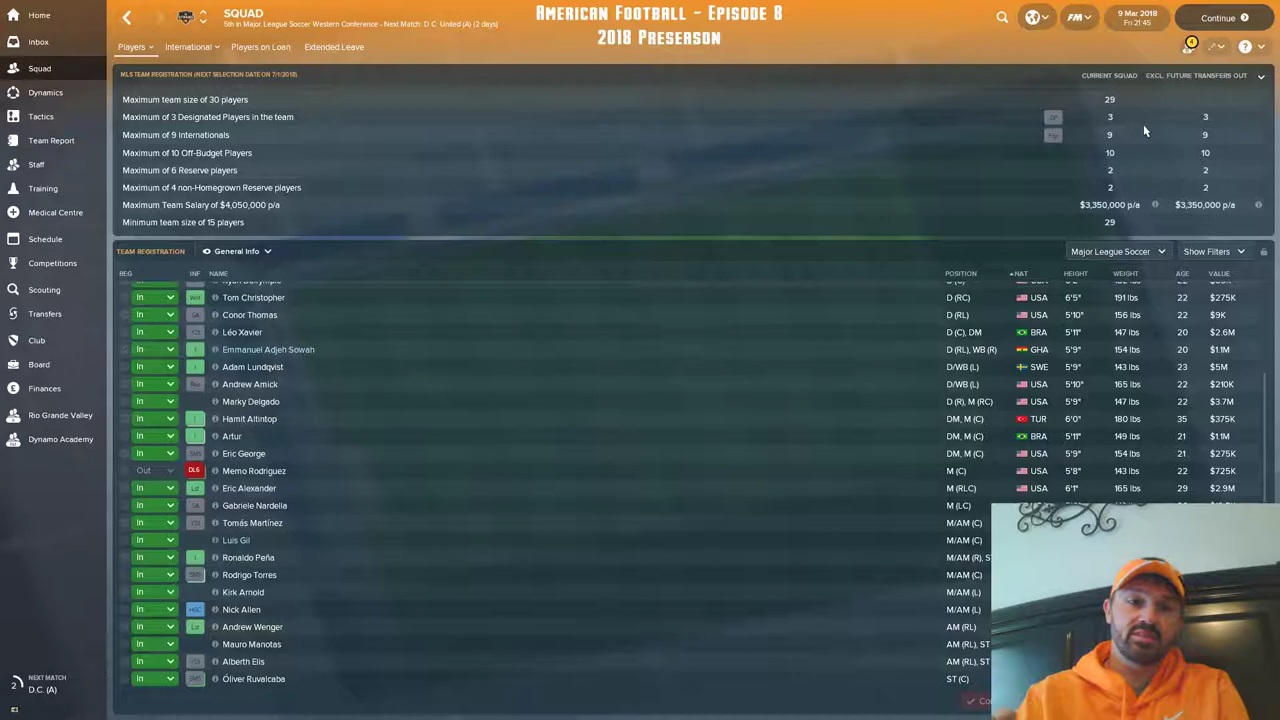 American Football - Episode 8
2018 Preseason
SQUAD
5th in Major League Soccer Western Conference - Next Match: D.C. United (A) (2 days)
9 Mar 2018
Fri 21:45
Continue
FM
4
Home
Inbox
Squad
Dynamics
Tactics
Team Report
Staff
Training
Medical Centre
Schedule
Competitions
Scouting
Transfers
Club
Board
Finances
Rio Grande Valley
Dynamo Academy
2
NEXT MATCH
D.C. (A)
Players International Players on Loan Extended Leave
MLS TEAM REGISTRATION (NEXT SELECTION DATE ON 7/1/2018) CURRENT SQUAD EXCL. FUTURE TRANSFERS OUT
Maximum team size of 30 players 29
Maximum of 3 Designated Players in the team DP 3 3
Maximum of 9 internationals 9 9
Maximum of 10 Off-Budget Players 10 10
Maximum of 6 Reserve players 2 2
Maximum of 4 non-Homegrown Reserve players 2 2
Maximum Team Salary of $4,050,000 p/a $3,350,000 p/a $3,350,000 p/a
Minimum team size of 15 players 29
TEAM REGISTRATION General Info Major League Soccer Show Filters
REG INF NAME POSITION NAT HEIGHT WEIGHT AGE VALUE
In Tom Christopher D (RC) USA 6'5" 191 lbs 22 $275K
In Conor Thomas D (RL) USA 5'10" 156 lbs 22 $9K
In Léo Xavier D (C), DM BRA 5'11" 147 lbs 20 $2.6M
In Emmanuel Adjeh Sowah D (RL), WB (R) GHA 5'9" 154 lbs 20 $1.1M
In Adam Lundqvist D/WB (L) SWE 5'9" 143 lbs 23 $5M
In Andrew Amick D/WB (L) USA 5'10" 165 lbs 22 $210K
In Marky Delgado D (R), M (RC) USA 5'9" 147 lbs 22 $3.7M
In Hamit Altintop DM, M (C) TUR 6'0" 180 lbs 35 $375K
In Artur DM, M (C) BRA 5'11" 149 lbs 21 $1.1M
In SMS Eric George DM, M (C) USA 5'9" 154 lbs 21 $275K
Out DL6 Memo Rodriguez M (C) USA 5'8" 143 lbs 22 $725K
In Lst Eric Alexander M (RLC) USA 6'1" 165 lbs 29 $2.9M
In GA Gabriele Nardella M (LC)
In Tomás Martínez M/AM (C)
In Luis Gil M/AM (C)
In Ronaldo Peña M/AM (R), S
In SMS Rodrigo Torres M/AM (C)
In Kirk Arnold M/AM (L)
In HGC Nick Allen M/AM (L)
In Lst Andrew Wenger AM (RL)
In Mauro Manotas AM (RL), ST
In Alberth Elis AM (RL), ST
In SMS Óliver Ruvalcaba ST (C)